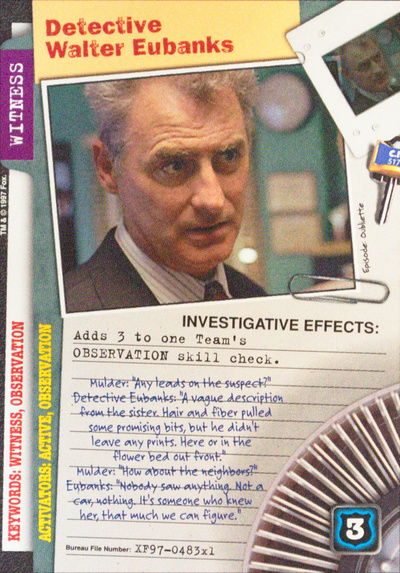 Detective
Walter Eubanks
WITNESS
TM & © 1997 Fox.
KEYWORDS: WITNESS, OBSERVATION
ACTIVATORS: ACTIVE, OBSERVATION
Episode: Oubliette
INVESTIGATIVE EFFECTS:
Adds 3 to one Team's
OBSERVATION skill check.
Mulder: "Any leads on the suspect?"
Detective Eubanks: "A vague description
from the sister. Hair and fiber pulled
some promising bits, but he didn't
leave any prints. Here or in the
flower bed out front."
Mulder: "How about the neighbors?"
Eubanks: "Nobody saw anything. Not a
car, nothing. It's someone who knew
her, that much we can figure."
Bureau File Number: XF97-0483x1
3